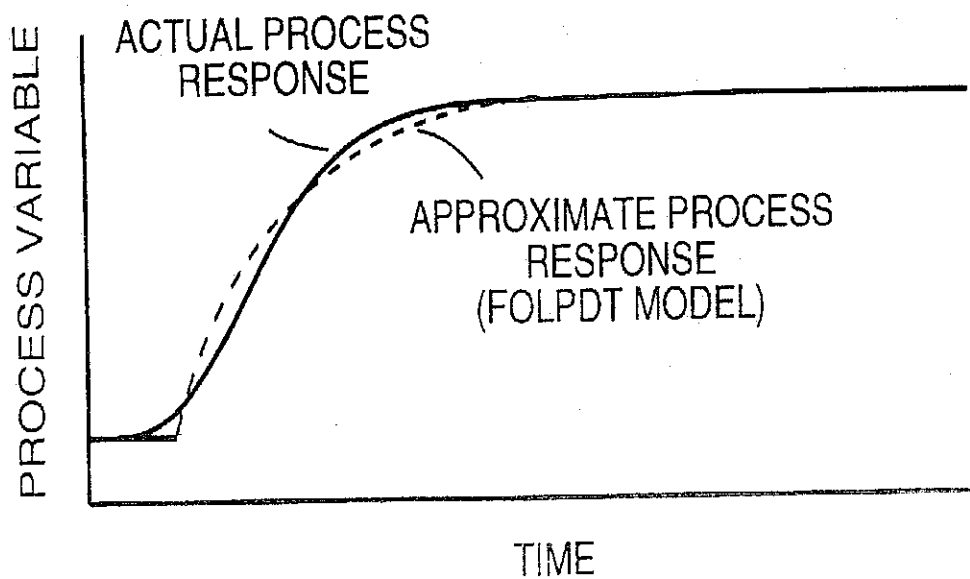 PROCESS VARIABLE
ACTUAL PROCESS
RESPONSE
APPROXIMATE PROCESS
RESPONSE
(FOLPDT MODEL)
TIME